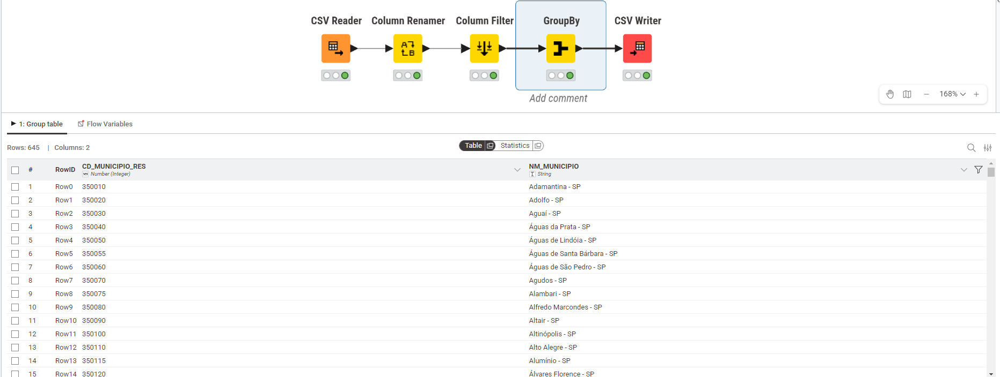 CSV Reader Column Renamer Column Filter GroupBy CSV Writer
A B
Add comment
168%
1: Group table Flow Variables
Rows: 645 | Columns: 2 Table Statistics
# RowID CD_MUNICIPIO_RES NM_MUNICIPIO
Number (Integer) String
1 Row0 350010 Adamantina - SP
2 Row1 350020 Adolfo - SP
3 Row2 350030 Aguaí - SP
4 Row3 350040 Águas da Prata - SP
5 Row4 350050 Águas de Lindóia - SP
6 Row5 350055 Águas de Santa Bárbara - SP
7 Row6 350060 Águas de São Pedro - SP
8 Row7 350070 Agudos - SP
9 Row8 350075 Alambari - SP
10 Row9 350080 Alfredo Marcondes - SP
11 Row10 350090 Altair - SP
12 Row11 350100 Altinópolis - SP
13 Row12 350110 Alto Alegre - SP
14 Row13 350115 Alumínio - SP
15 Row14 350120 Álvares Florence - SP